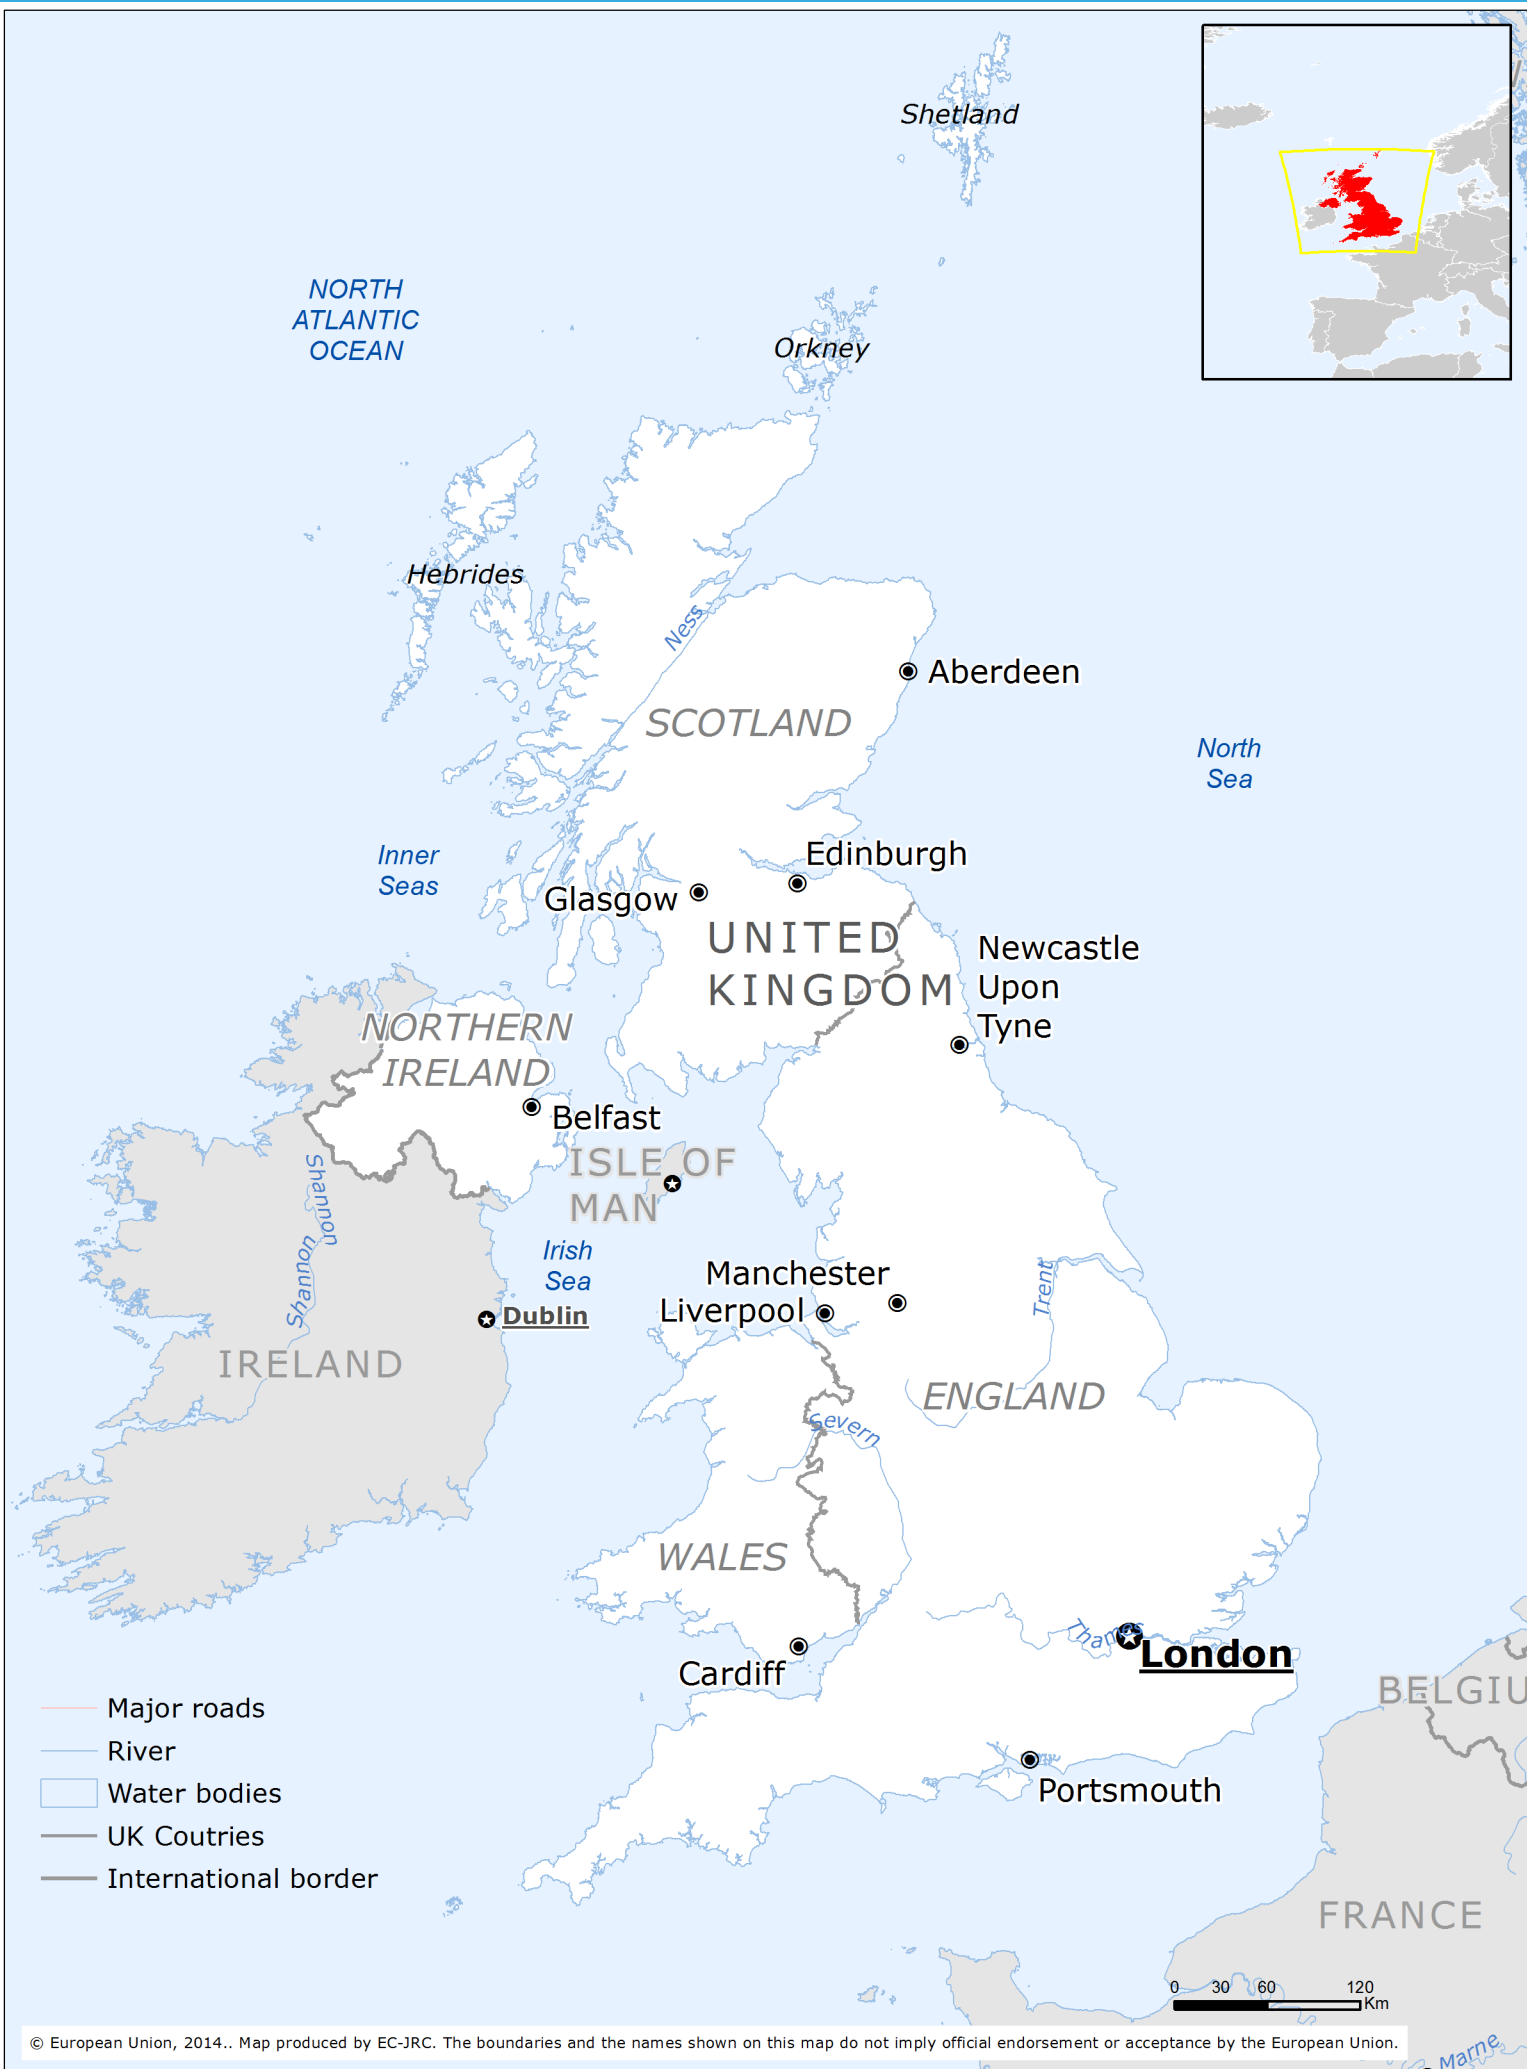 Shetland
NORTH
ATLANTIC
OCEAN
Orkney
Hebrides
Ness
Aberdeen
SCOTLAND
North
Sea
Inner
Seas
Edinburgh
Glasgow
UNITED
KINGDOM
Newcastle
Upon
Tyne
NORTHERN
IRELAND
Belfast
ISLE OF
MAN
Shannon
Shannon
Irish
Sea
Manchester
Liverpool
Trent
Dublin
IRELAND
ENGLAND
Severn
WALES
Thames
London
Cardiff
BELGIU
Portsmouth
Major roads
River
Water bodies
UK Coutries
International border
FRANCE
0 30 60 120
Km
© European Union, 2014.. Map produced by EC-JRC. The boundaries and the names shown on this map do not imply official endorsement or acceptance by the European Union.
Marne